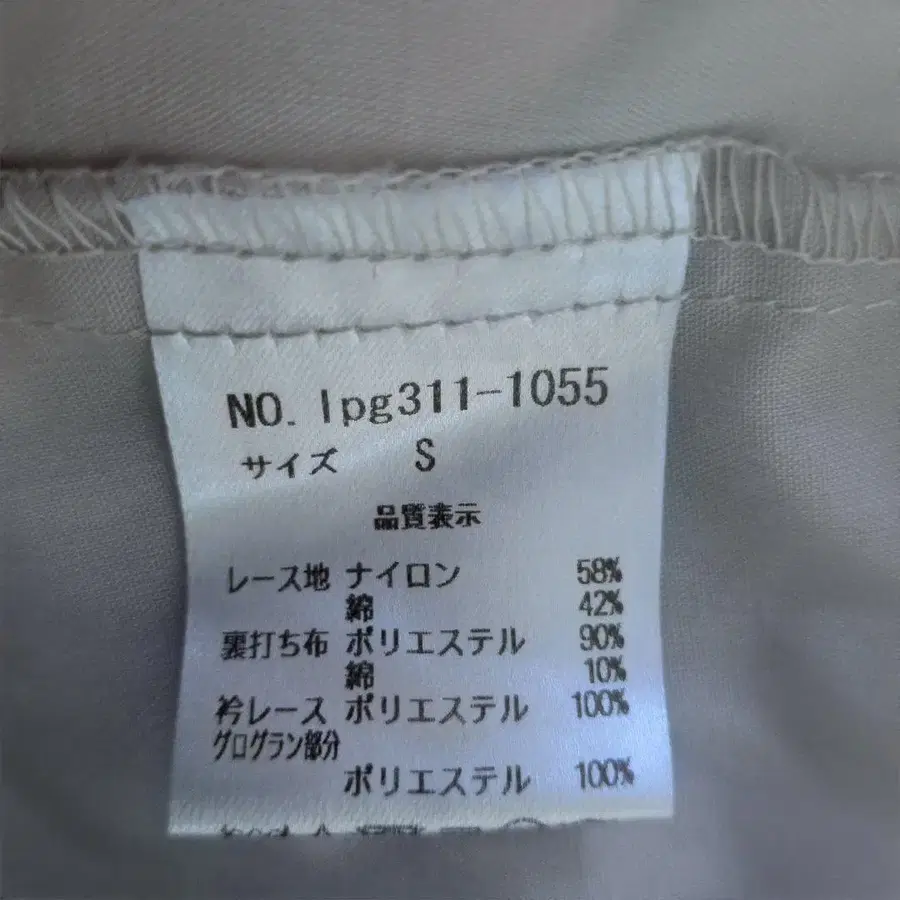 NO. lpg311-1055
サイズ S
品質表示
レース地 ナイロン 58%
綿 42%
裏打ち布 ポリエステル 90%
綿 10%
衿レース ポリエステル 100%
グログラン部分
ポリエステル 100%